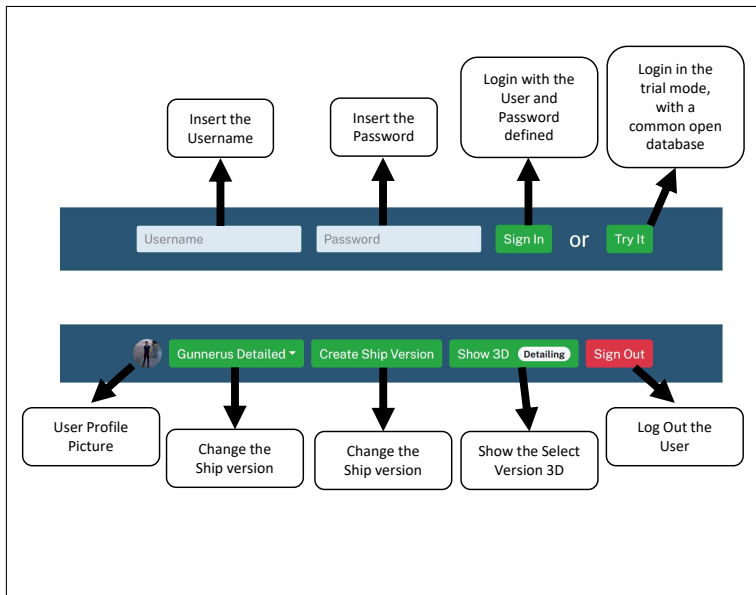 Insert the
Username
Insert the
Password
Login with the
User and
Password
defined
Login in the
trial mode,
with a
common open
database
Username
Password
Sign In
or
Try It
Gunnerus Detailed
Create Ship Version
Show 3D
Detailing
Sign Out
User Profile
Picture
Change the
Ship version
Change the
Ship version
Show the Select
Version 3D
Log Out the
User